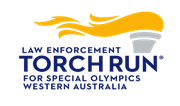 LAW ENFORCEMENT
TORCH RUN®
FOR SPECIAL OLYMPICS
WESTERN AUSTRALIA